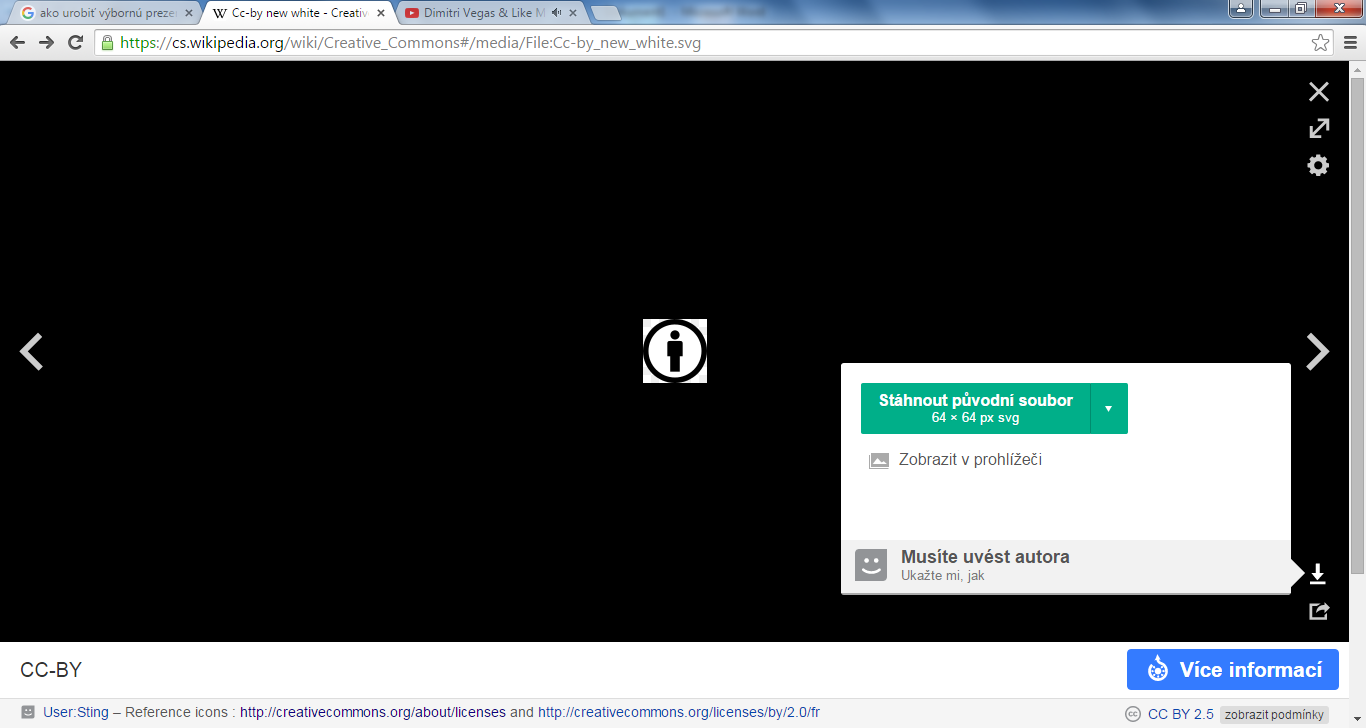 ako urobiť výbornú preze
Cc-by new white - Creativ
Dimitri Vegas & Like M
https://cs.wikipedia.org/wiki/Creative_Commons#/media/File:Cc-by_new_white.svg
Stáhnout původní soubor
64 × 64 px svg
Zobrazit v prohlížeči
Musíte uvést autora
Ukažte mi, jak
CC-BY
Více informací
User:Sting – Reference icons : http://creativecommons.org/about/licenses and http://creativecommons.org/licenses/by/2.0/fr
cc CC BY 2.5 zobrazit podmínky